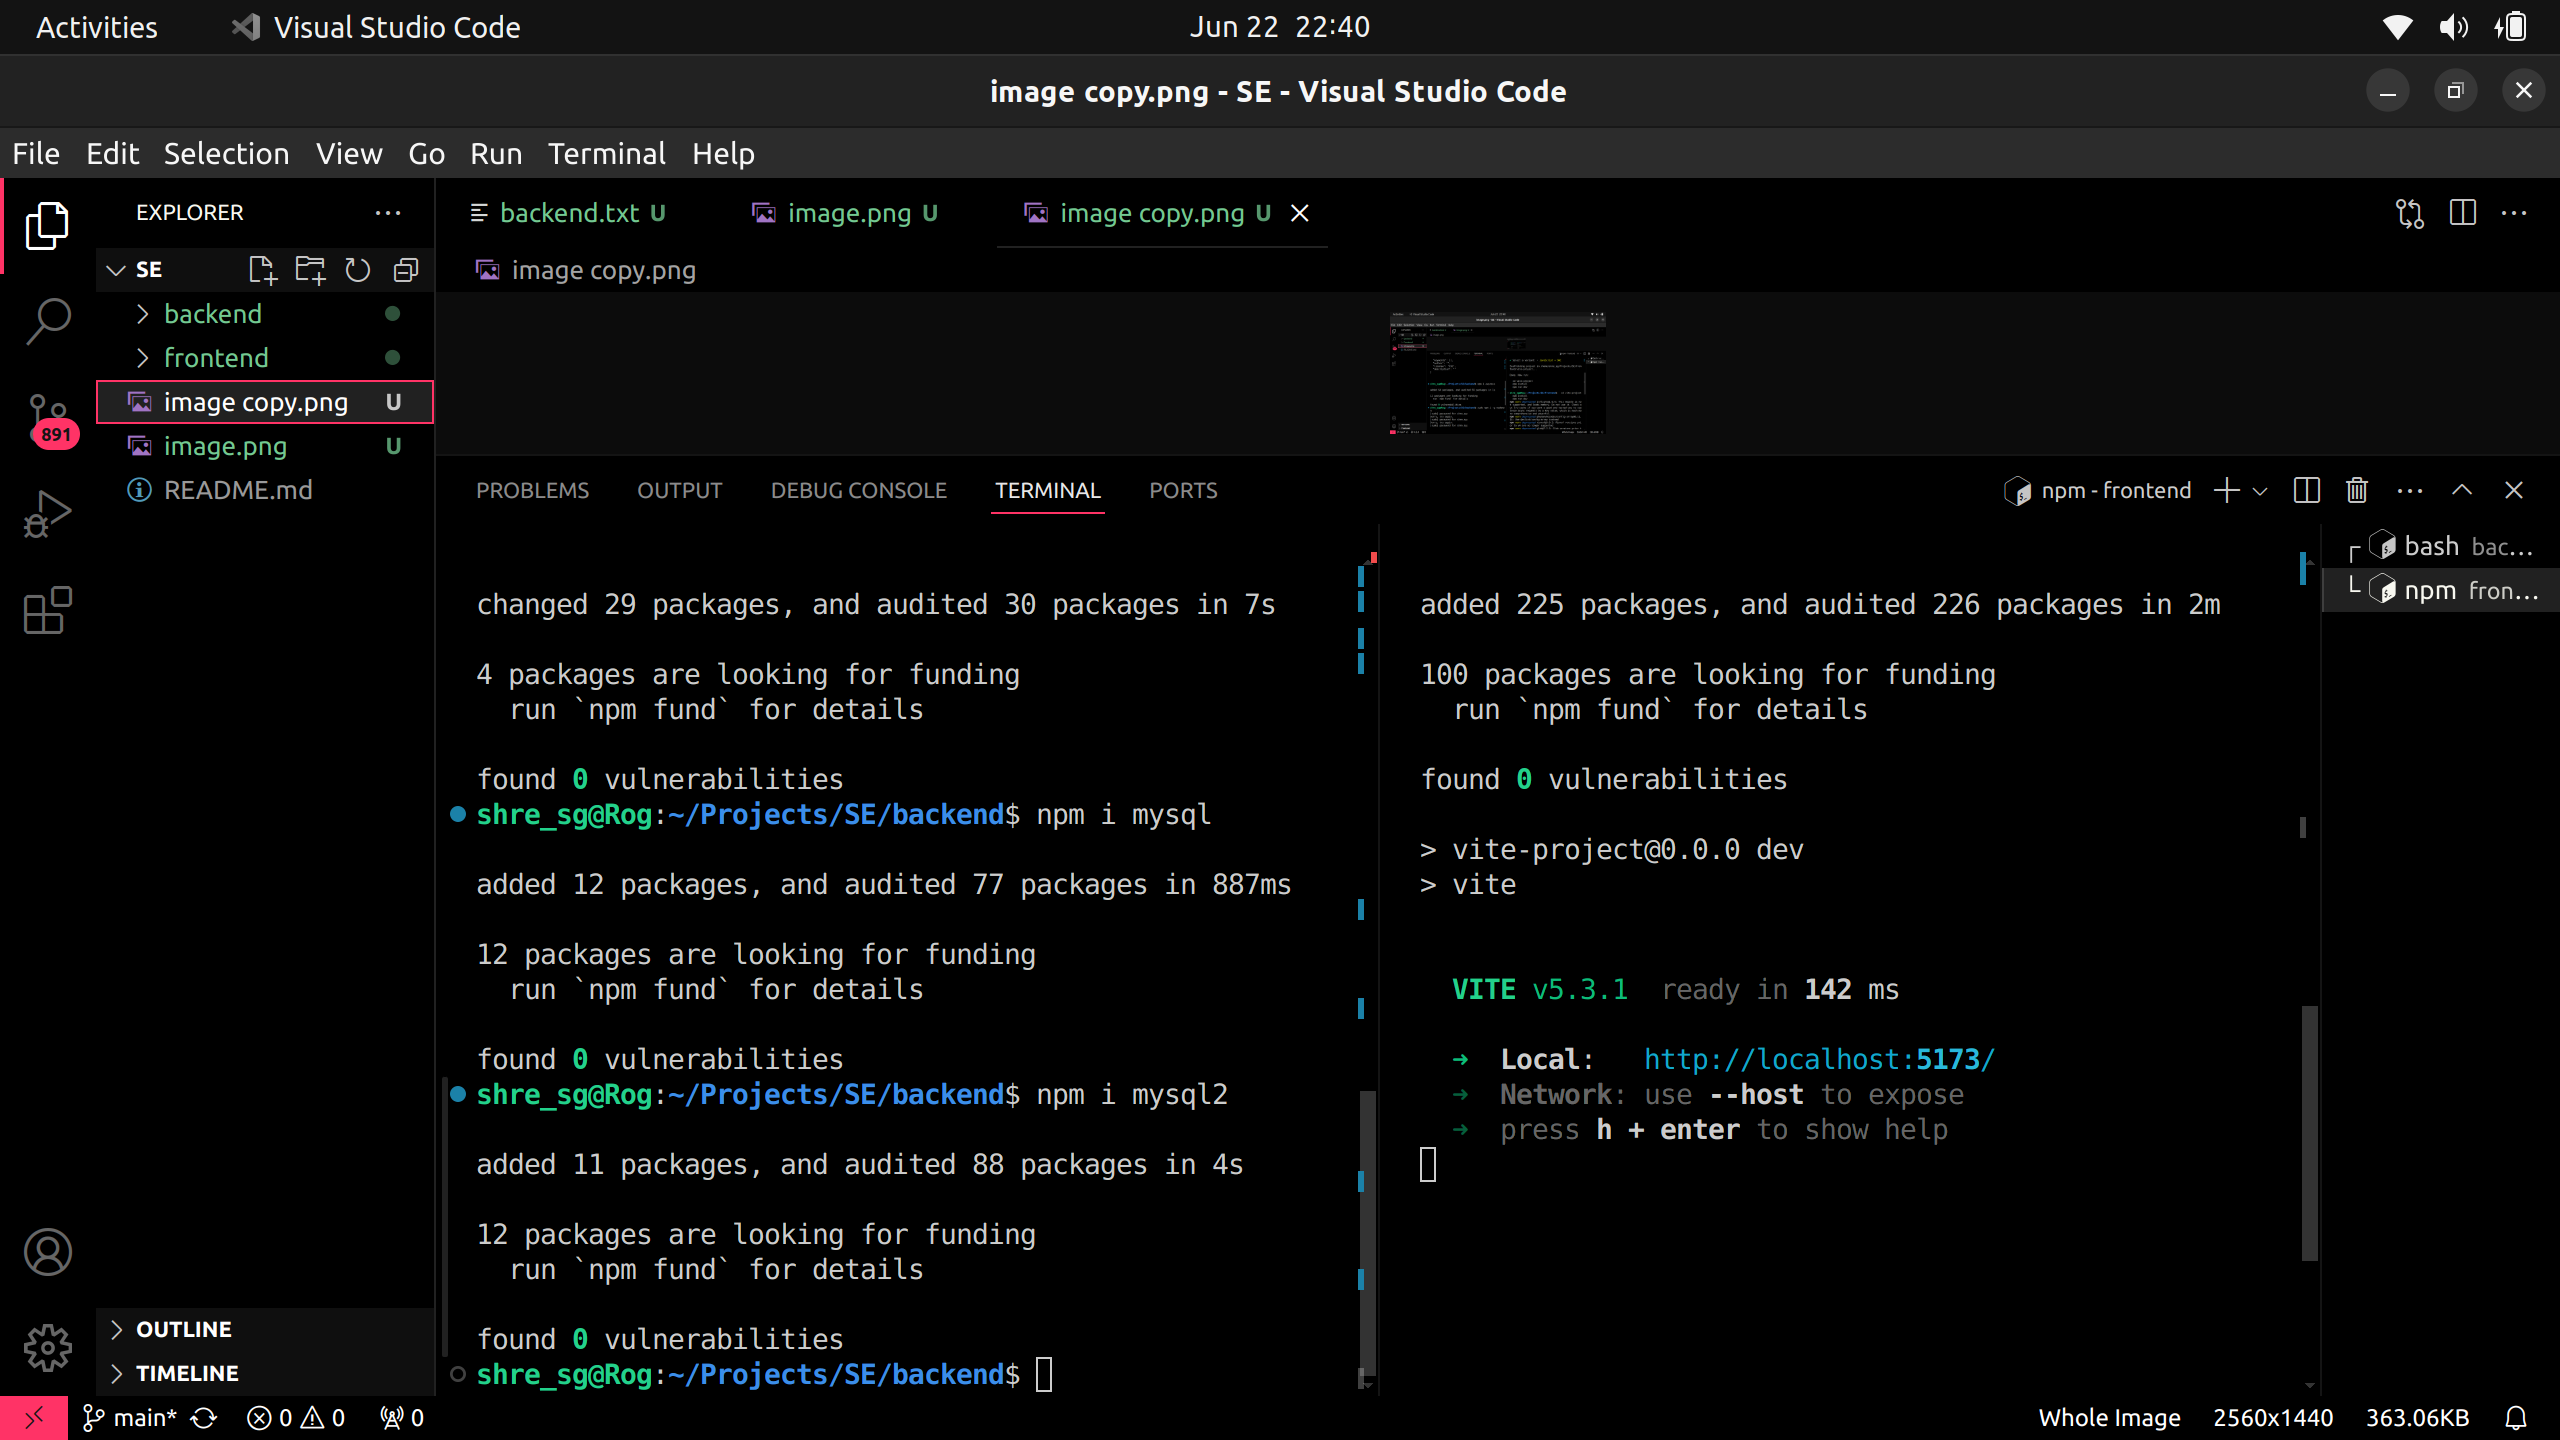 Activities Visual Studio Code Jun 22 22:40
image copy.png - SE - Visual Studio Code
File Edit Selection View Go Run Terminal Help
EXPLORER
SE
backend
frontend
image copy.png U
image.png U
README.md
891
OUTLINE
TIMELINE
backend.txt U image.png U image copy.png U
image copy.png
PROBLEMS OUTPUT DEBUG CONSOLE TERMINAL PORTS
npm - frontend
changed 29 packages, and audited 30 packages in 7s
4 packages are looking for funding
run `npm fund` for details
found 0 vulnerabilities
shre_sg@Rog:~/Projects/SE/backend$ npm i mysql
added 12 packages, and audited 77 packages in 887ms
12 packages are looking for funding
run `npm fund` for details
found 0 vulnerabilities
shre_sg@Rog:~/Projects/SE/backend$ npm i mysql2
added 11 packages, and audited 88 packages in 4s
12 packages are looking for funding
run `npm fund` for details
found 0 vulnerabilities
shre_sg@Rog:~/Projects/SE/backend$
added 225 packages, and audited 226 packages in 2m
100 packages are looking for funding
run `npm fund` for details
found 0 vulnerabilities
> vite-project@0.0.0 dev
> vite
VITE v5.3.1 ready in 142 ms
➜ Local: http://localhost:5173/
➜ Network: use --host to expose
➜ press h + enter to show help
bash bac...
npm fron...
main* 0 0 0
Whole Image 2560x1440 363.06KB